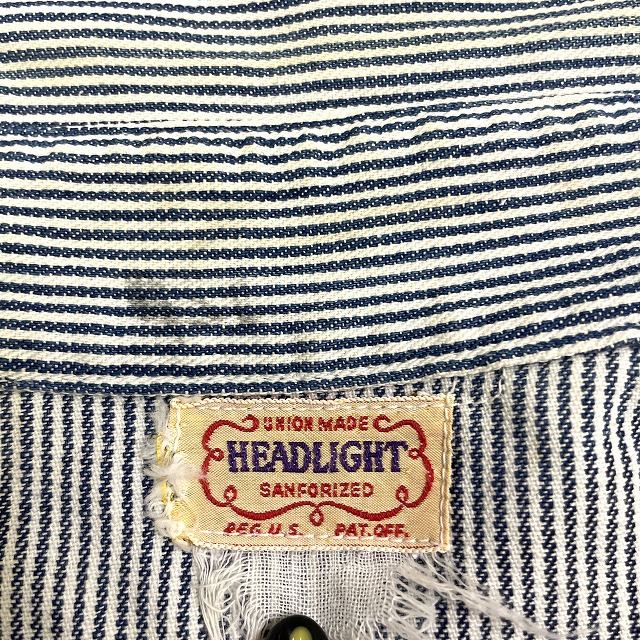 UNION MADE
HEADLIGHT
SANFORIZED
REG. U.S. PAT. OFF.